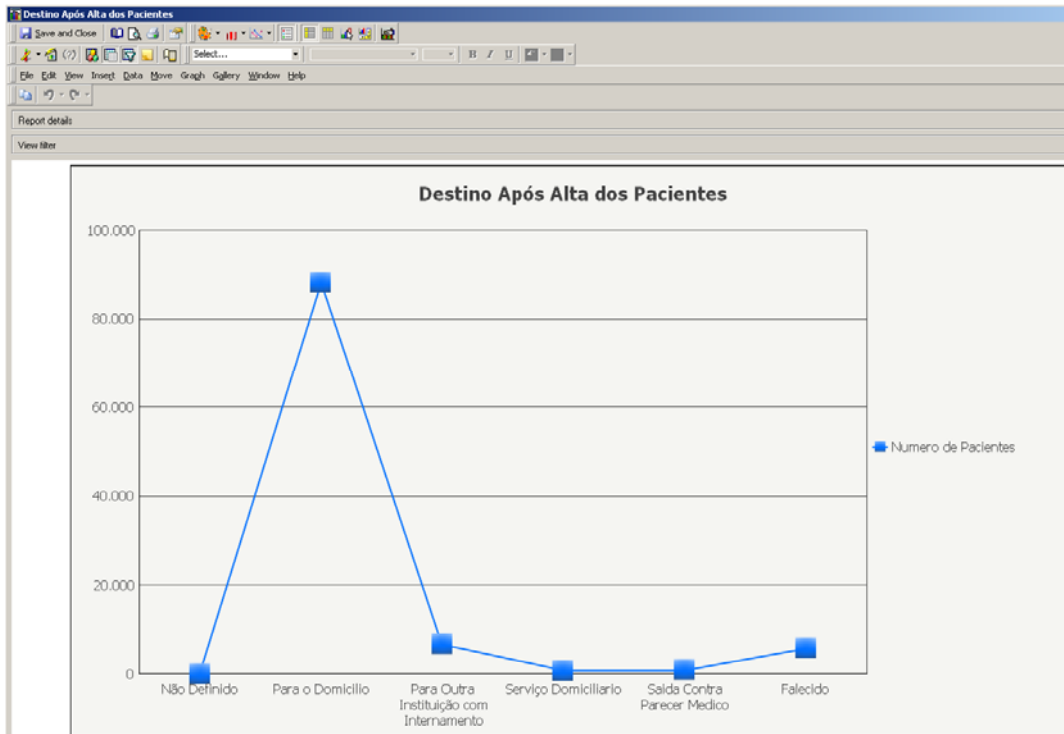 Destino Após Alta dos Pacientes
Save and Close
Select...
B I U
File Edit View Insert Data Move Graph Gallery Window Help
Report details
View filter
Destino Após Alta dos Pacientes
100.000
80.000
60.000
40.000
20.000
0
Não Definido
Para o Domicilio
Para Outra
Instituição com
Internamento
Serviço Domiciliario
Saida Contra
Parecer Medico
Falecido
Numero de Pacientes